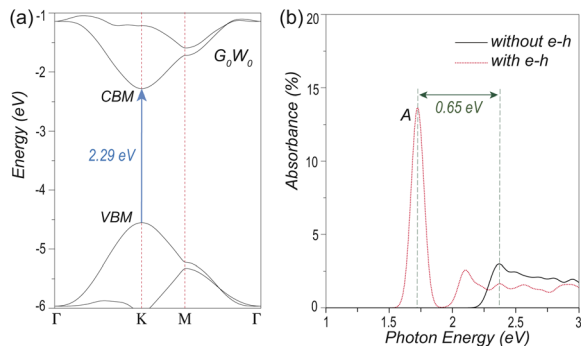 (a)
-1
-2
-3
-4
-5
-6
Energy (eV)
G₀W₀
CBM
2.29 eV
VBM
Γ K M Γ
(b)
15
10
5
0
Absorbance (%)
without e-h
with e-h
0.65 eV
A
1 1.5 2 2.5 3
Photon Energy (eV)